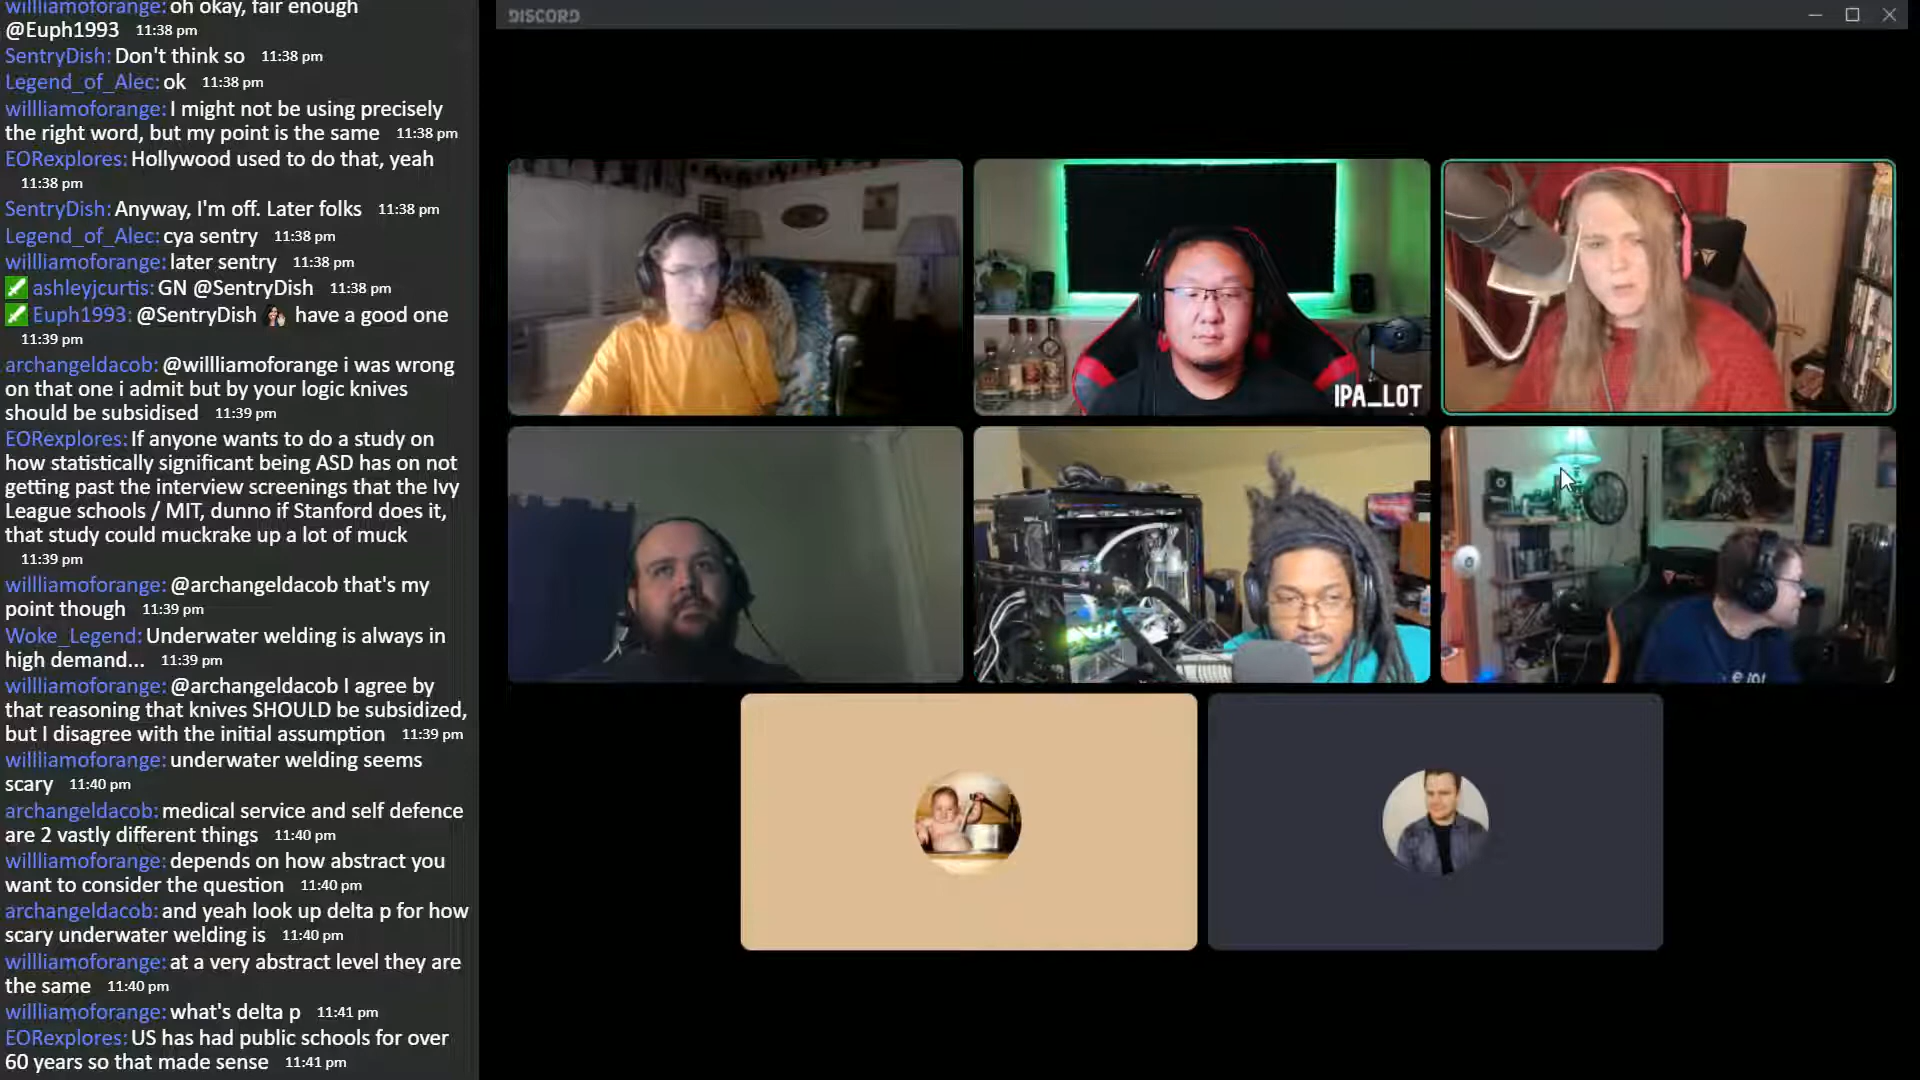 willliamoforange: oh okay, fair enough
@Euph1993 11:38 pm
SentryDish: Don't think so 11:38 pm
Legend_of_Alec: ok 11:38 pm
willliamoforange: I might not be using precisely
the right word, but my point is the same 11:38 pm
EORexplores: Hollywood used to do that, yeah
11:38 pm
SentryDish: Anyway, I'm off. Later folks 11:38 pm
Legend_of_Alec: cya sentry 11:38 pm
willliamoforange: later sentry 11:38 pm
ashleyjcurtis: GN @SentryDish 11:38 pm
Euph1993: @SentryDish have a good one
11:39 pm
archangeldacob: @willliamoforange i was wrong
on that one i admit but by your logic knives
should be subsidised 11:39 pm
EORexplores: If anyone wants to do a study on
how statistically significant being ASD has on not
getting past the interview screenings that the Ivy
League schools / MIT, dunno if Stanford does it,
that study could muckrake up a lot of muck
11:39 pm
willliamoforange: @archangeldacob that's my
point though 11:39 pm
Woke_Legend: Underwater welding is always in
high demand... 11:39 pm
willliamoforange: @archangeldacob I agree by
that reasoning that knives SHOULD be subsidized,
but I disagree with the initial assumption 11:39 pm
willliamoforange: underwater welding seems
scary 11:40 pm
archangeldacob: medical service and self defence
are 2 vastly different things 11:40 pm
willliamoforange: depends on how abstract you
want to consider the question 11:40 pm
archangeldacob: and yeah look up delta p for how
scary underwater welding is 11:40 pm
willliamoforange: at a very abstract level they are
the same 11:40 pm
willliamoforange: what's delta p 11:41 pm
EORexplores: US has had public schools for over
60 years so that made sense 11:41 pm
DISCORD
IPA_LOT